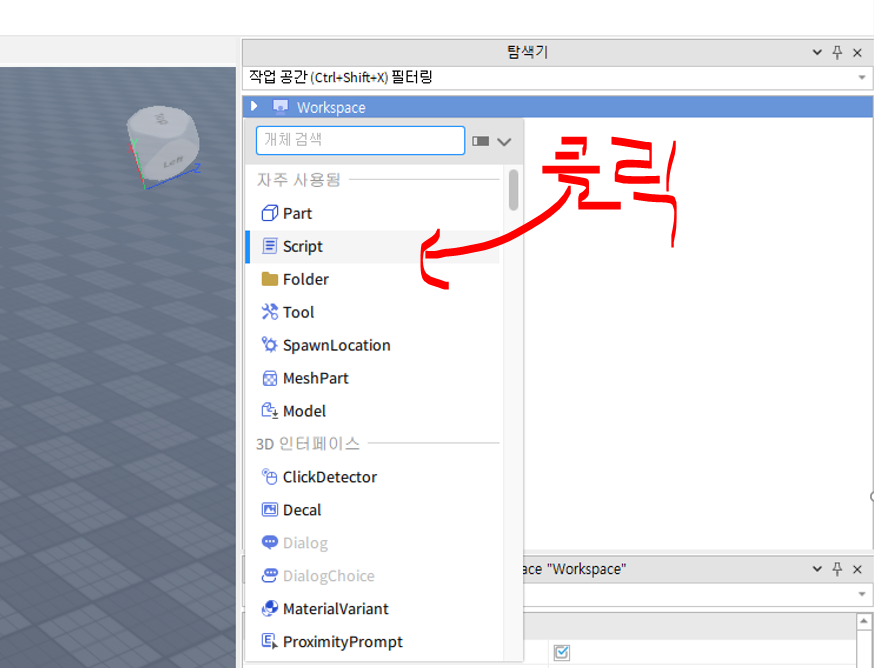 탐색기
작업 공간 (Ctrl+Shift+X) 필터링
Workspace
개체 검색
클릭
자주 사용됨
Part
Script
Folder
Tool
SpawnLocation
MeshPart
Model
3D 인터페이스
ClickDetector
Decal
Dialog
DialogChoice
MaterialVariant
ProximityPrompt
ace "Workspace"
Left
Z